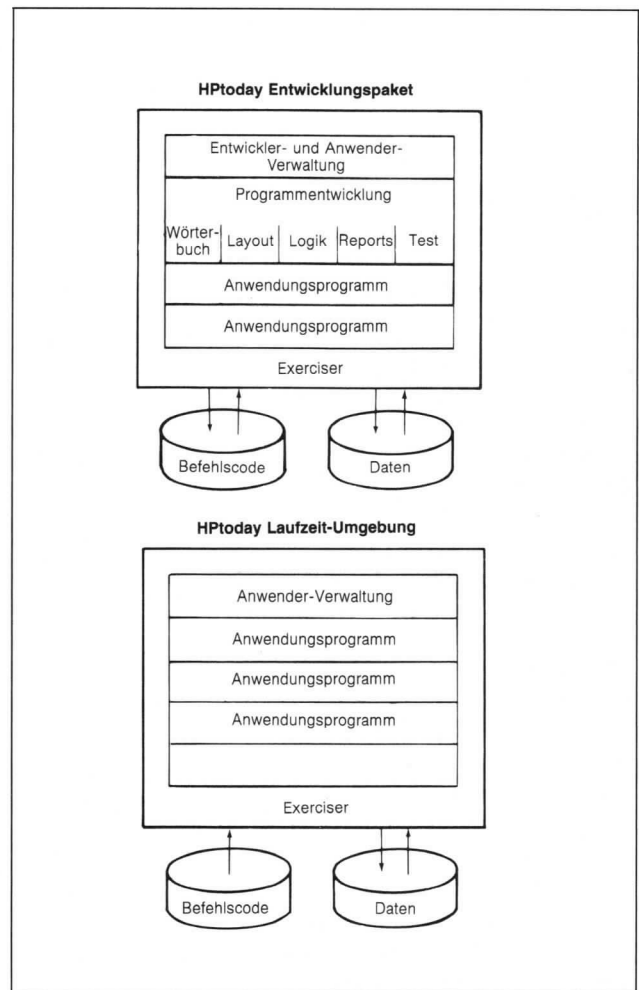 HPtoday Entwicklungspaket
Entwickler- und Anwender-
Verwaltung
Programmentwicklung
Wörter-
buch
Layout
Logik
Reports
Test
Anwendungsprogramm
Anwendungsprogramm
Exerciser
Befehlscode
Daten
HPtoday Laufzeit-Umgebung
Anwender-Verwaltung
Anwendungsprogramm
Anwendungsprogramm
Anwendungsprogramm
Exerciser
Befehlscode
Daten